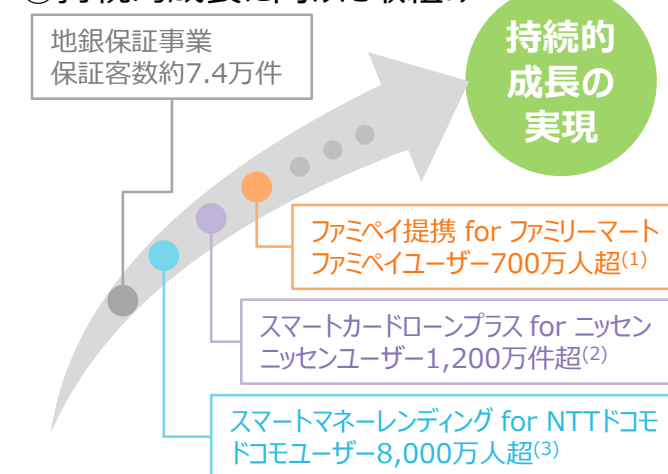 地銀保証事業
保証客数約7.4万件
持続的
成長の
実現
ファミペイ提携 for ファミリーマート
ファミペイユーザー700万人超(1)
スマートカードローンプラス for ニッセン
ニッセンユーザー1,200万件超(2)
スマートマネーレンディング for NTTドコモ
ドコモユーザー8,000万人超(3)